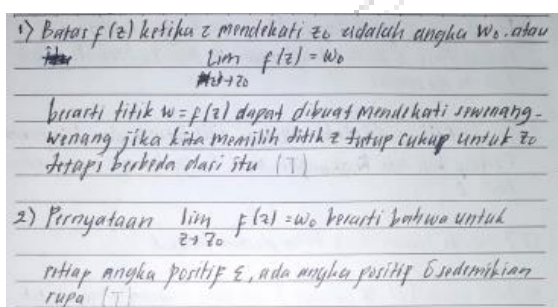 1) Batas f(z) ketika z mendekati z₀ adalah angka w₀. atau
lim f(z) = w₀
z→z₀
berarti titik w = f(z) dapat dibuat mendekati sewenang-
wenang jika kita memilih titik z tutup cukup untuk z₀
tetapi berbeda dari itu (T)
2) Pernyataan lim f(z) = w₀ berarti bahwa untuk
z→z₀
setiap angka positif ε, ada angka positif δ sedemikian
rupa (T)